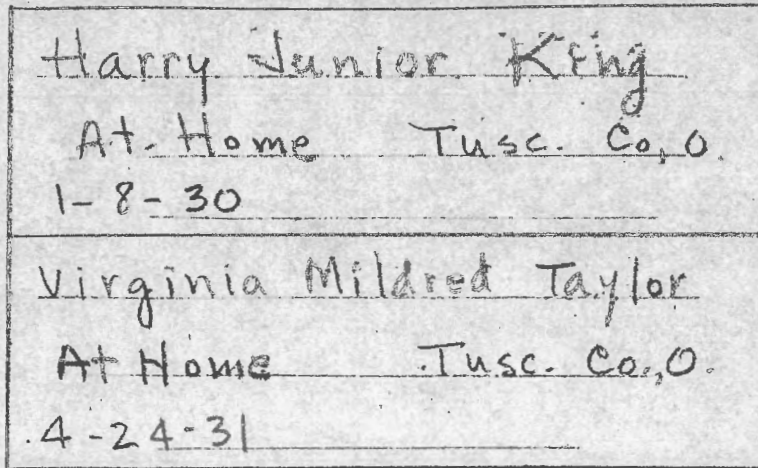 Harry Junior King
At Home Tusc. Co, O.
1-8-30
Virginia Mildred Taylor
At Home Tusc. Co., O.
4-24-31